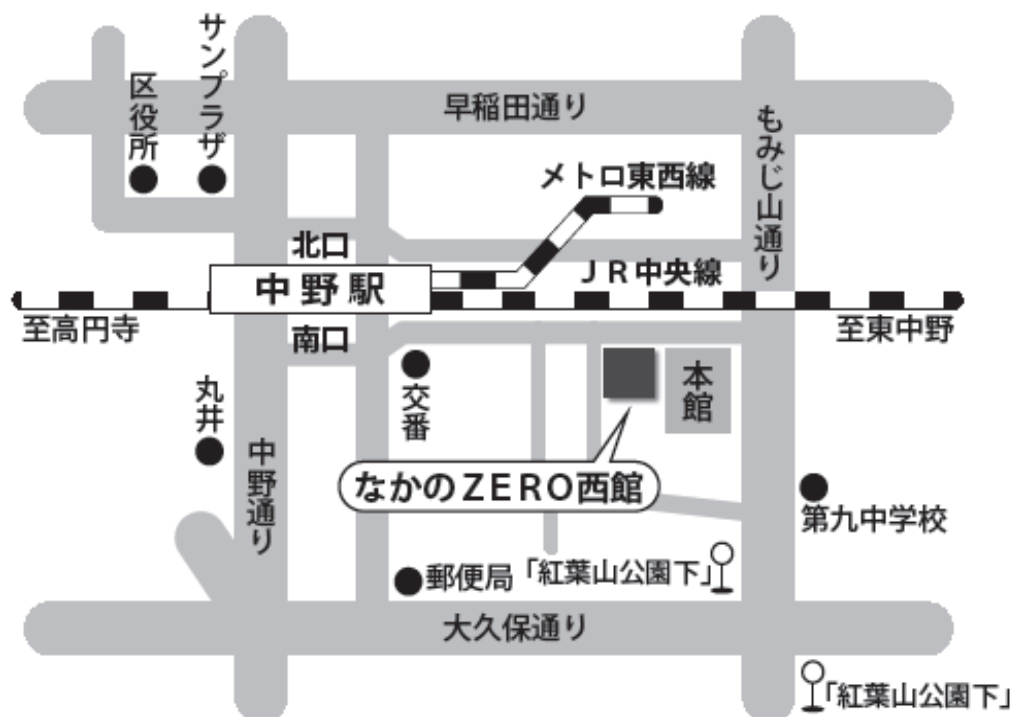 サンプラザ
区役所
早稲田通り
もみじ山通り
メトロ東西線
北口
中野駅
JR中央線
至高円寺
南口
至東中野
丸井
交番
本館
中野通り
なかのZERO西館
第九中学校
郵便局
「紅葉山公園下」
大久保通り
「紅葉山公園下」